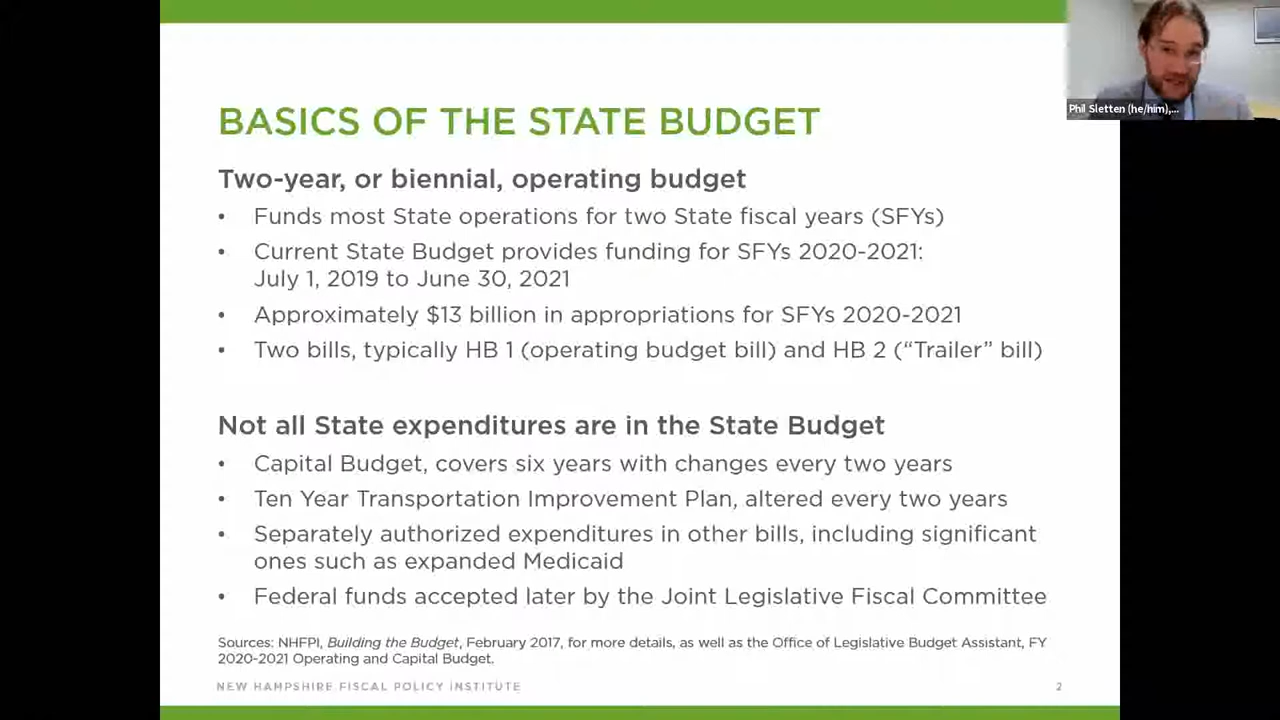 Phil Sletten (he/him),...
BASICS OF THE STATE BUDGET
Two-year, or biennial, operating budget
• Funds most State operations for two State fiscal years (SFYs)
• Current State Budget provides funding for SFYs 2020-2021:
July 1, 2019 to June 30, 2021
• Approximately $13 billion in appropriations for SFYs 2020-2021
• Two bills, typically HB 1 (operating budget bill) and HB 2 (“Trailer” bill)
Not all State expenditures are in the State Budget
• Capital Budget, covers six years with changes every two years
• Ten Year Transportation Improvement Plan, altered every two years
• Separately authorized expenditures in other bills, including significant
ones such as expanded Medicaid
• Federal funds accepted later by the Joint Legislative Fiscal Committee
Sources: NHFPI, Building the Budget, February 2017, for more details, as well as the Office of Legislative Budget Assistant, FY
2020-2021 Operating and Capital Budget.
NEW HAMPSHIRE FISCAL POLICY INSTITUTE
2